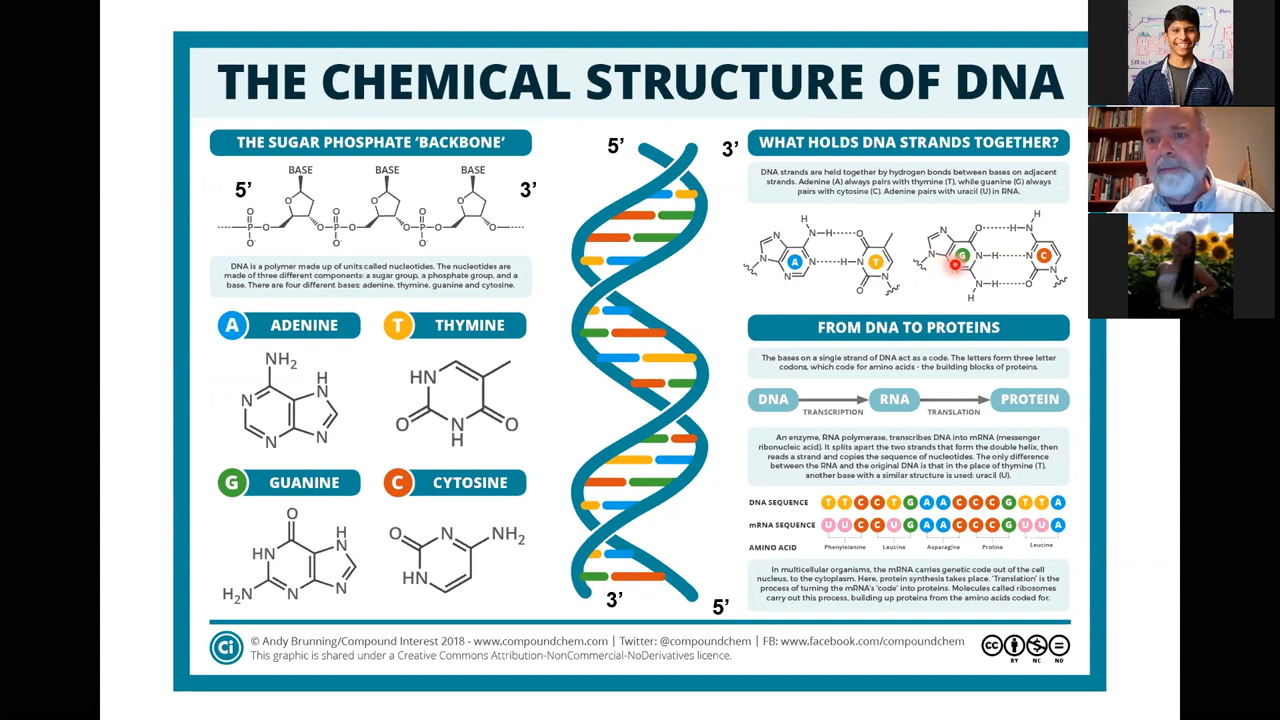 THE CHEMICAL STRUCTURE OF DNA
THE SUGAR PHOSPHATE 'BACKBONE'
BASE BASE BASE
5' 3'
O O O
P O O P O O P O O
O⁻ O⁻ O⁻
DNA is a polymer made up of units called nucleotides. The nucleotides are
made of three different components: a sugar group, a phosphate group, and a
base. There are four different bases: adenine, thymine, guanine and cytosine.
A ADENINE
NH₂
N
H
N
N
N
T THYMINE
HN
O
N
H
O
G GUANINE
O
HN
H
N
H₂N
N
N
C CYTOSINE
O
N
NH₂
HN
5' 3'
3' 5'
WHAT HOLDS DNA STRANDS TOGETHER?
DNA strands are held together by hydrogen bonds between bases on adjacent
strands. Adenine (A) always pairs with thymine (T), while guanine (G) always
pairs with cytosine (C). Adenine pairs with uracil (U) in RNA.
H
N H O
N
N A N H N T
N N
O
H
O H N
N
N G N H N C
N N
N H O
H
FROM DNA TO PROTEINS
The bases on a single strand of DNA act as a code. The letters form three letter
codons, which code for amino acids - the building blocks of proteins.
DNA RNA PROTEIN
TRANSCRIPTION TRANSLATION
An enzyme, RNA polymerase, transcribes DNA into mRNA (messenger
ribonucleic acid). It splits apart the two strands that form the double helix, then
reads a strand and copies the sequence of nucleotides. The only difference
between the RNA and the original DNA is that in the place of thymine (T),
another base with a similar structure is used: uracil (U).
DNA SEQUENCE T T C C T G A A C C C G T T A
mRNA SEQUENCE U U C C U G A A C C C G U U A
AMINO ACID Phenylalanine Leucine Asparagine Proline Leucine
In multicellular organisms, the mRNA carries genetic code out of the cell
nucleus, to the cytoplasm. Here, protein synthesis takes place. 'Translation' is the
process of turning the mRNA's 'code' into proteins. Molecules called ribosomes
carry out this process, building up proteins from the amino acids coded for.
Ci © Andy Brunning/Compound Interest 2018 - www.compoundchem.com | Twitter: @compoundchem | FB: www.facebook.com/compoundchem
This graphic is shared under a Creative Commons Attribution-NonCommercial-NoDerivatives licence.
CC BY NC ND